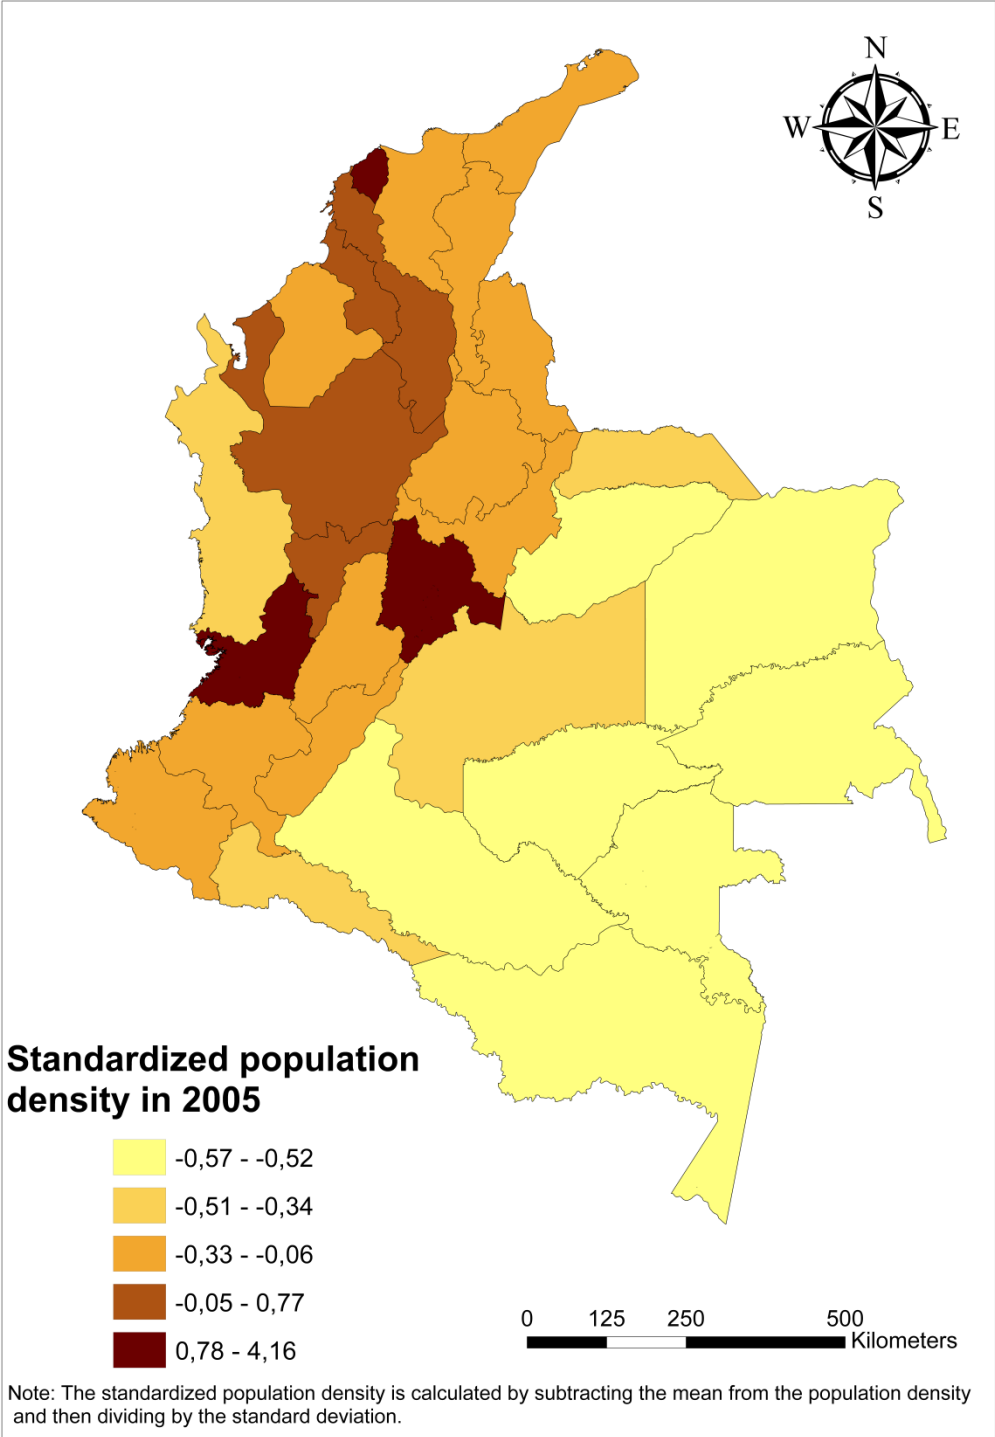 N
W E
S
Standardized population
density in 2005
-0,57 - -0,52
-0,51 - -0,34
-0,33 - -0,06
-0,05 - 0,77
0,78 - 4,16
0 125 250 500
Kilometers
Note: The standardized population density is calculated by subtracting the mean from the population density
and then dividing by the standard deviation.